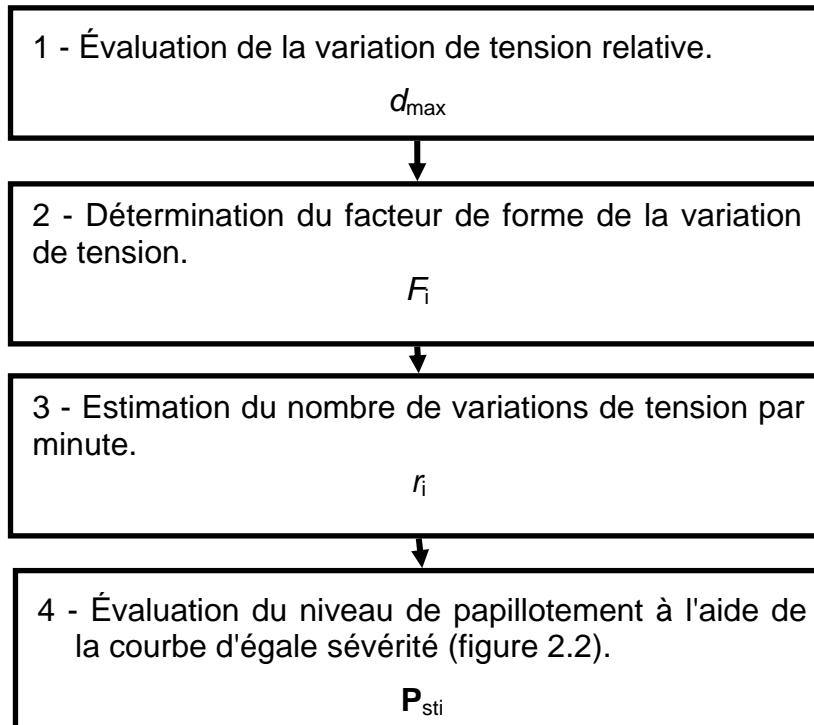 1 - Évaluation de la variation de tension relative.
dmax
2 - Détermination du facteur de forme de la variation
de tension.
Fi
3 - Estimation du nombre de variations de tension par
minute.
ri
4 - Évaluation du niveau de papillotement à l'aide de
la courbe d'égale sévérité (figure 2.2).
Psti